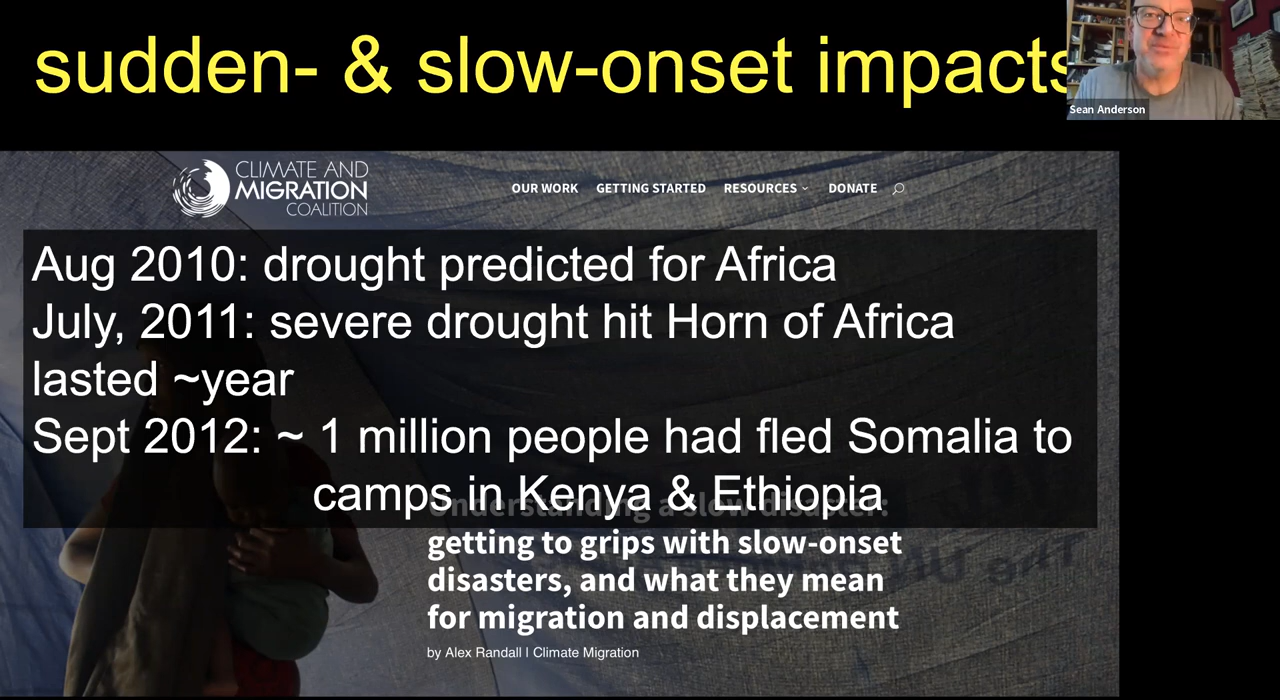 sudden- & slow-onset impacts
Sean Anderson
CLIMATE AND
MIGRATION
COALITION
OUR WORK GETTING STARTED RESOURCES DONATE
Aug 2010: drought predicted for Africa
July, 2011: severe drought hit Horn of Africa
lasted ~year
Sept 2012: ~ 1 million people had fled Somalia to
camps in Kenya & Ethiopia
Understanding a slow disaster:
getting to grips with slow-onset
disasters, and what they mean
for migration and displacement
by Alex Randall | Climate Migration